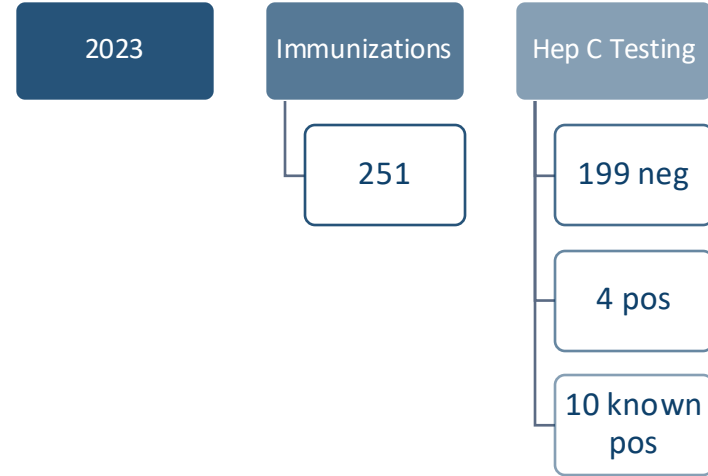 2023
Immunizations
251
Hep C Testing
199 neg
4 pos
10 known
pos